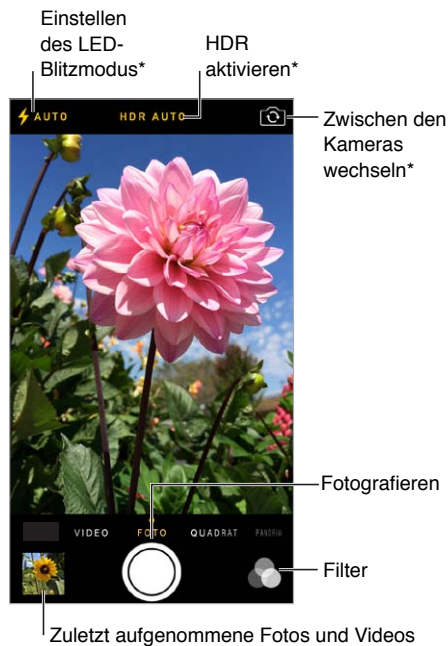 Einstellen
des LED-
Blitzmodus*
HDR
aktivieren*
AUTO
HDR AUTO
Zwischen den
Kameras
wechseln*
Fotografieren
VIDEO
FOTO
QUADRAT
Filter
Zuletzt aufgenommene Fotos und Videos